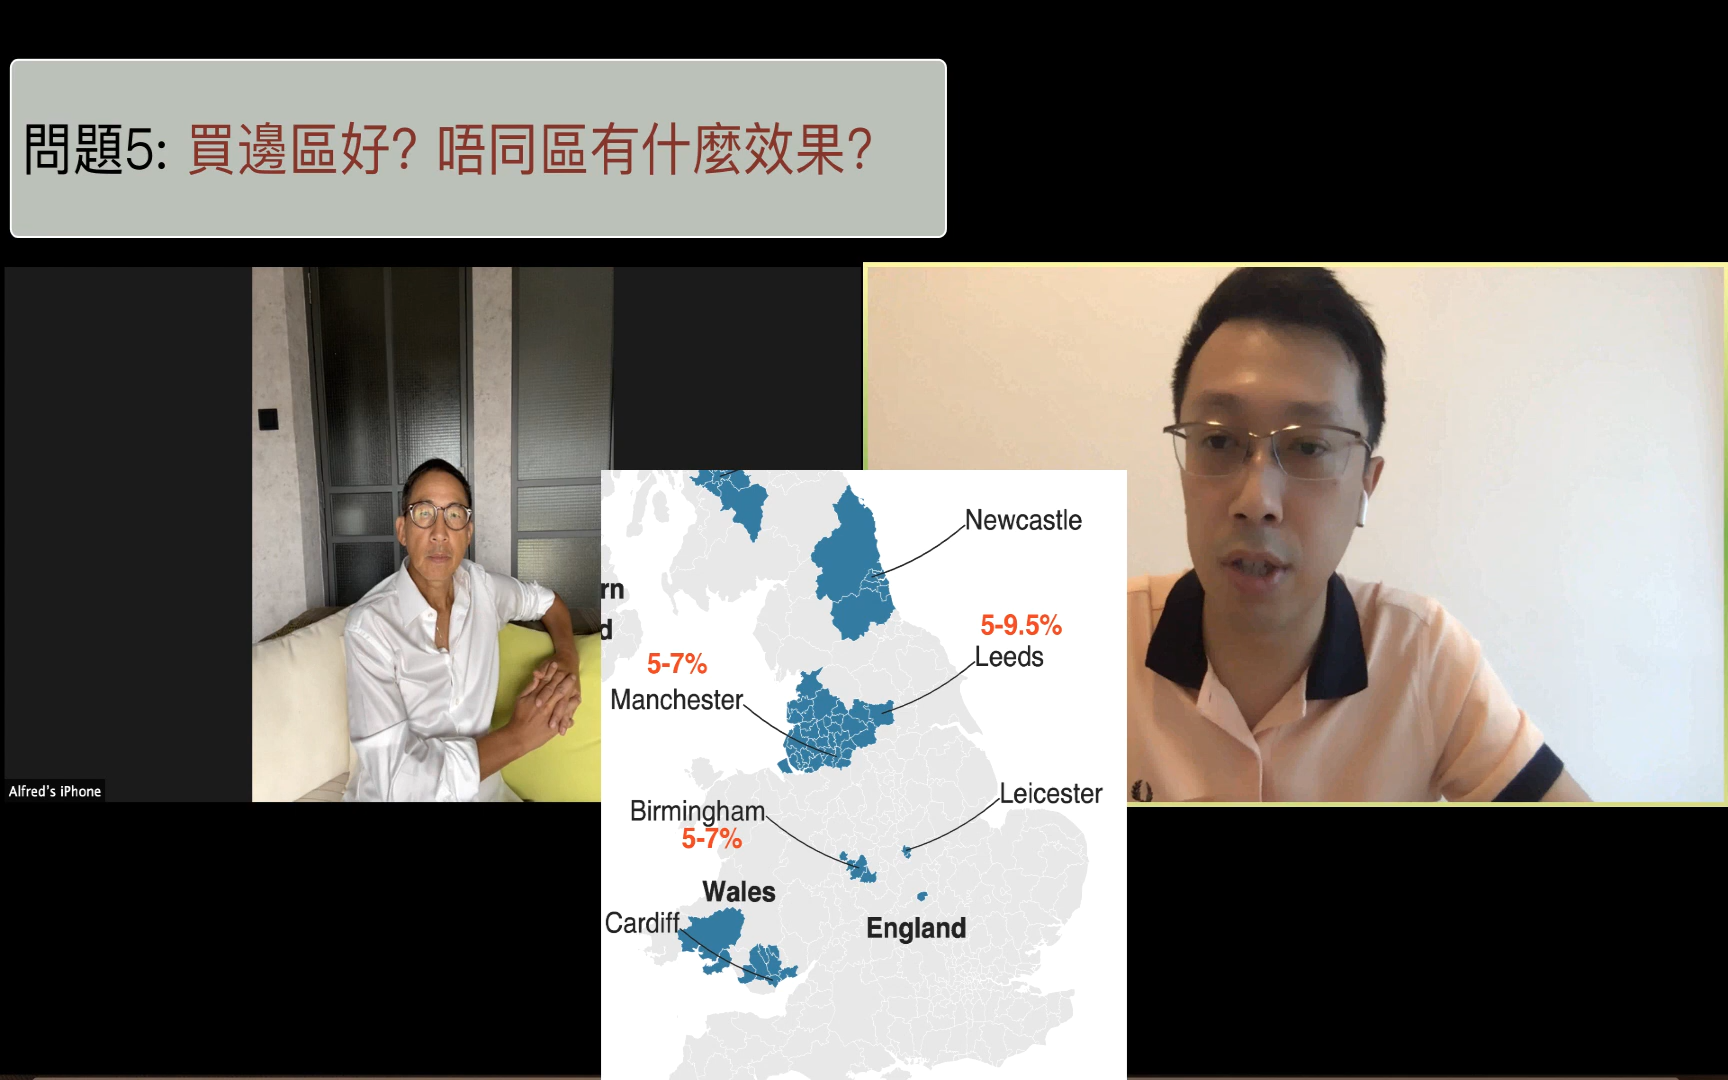 問題5: 買邊區好? 唔同區有什麼效果?
Newcastle
rn
d
5-9.5%
Leeds
5-7%
Manchester
Leicester
Birmingham
5-7%
Wales
Cardiff
England
Alfred's iPhone